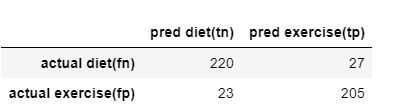 pred diet(tn) pred exercise(tp)
actual diet(fn) 220 27
actual exercise(fp) 23 205